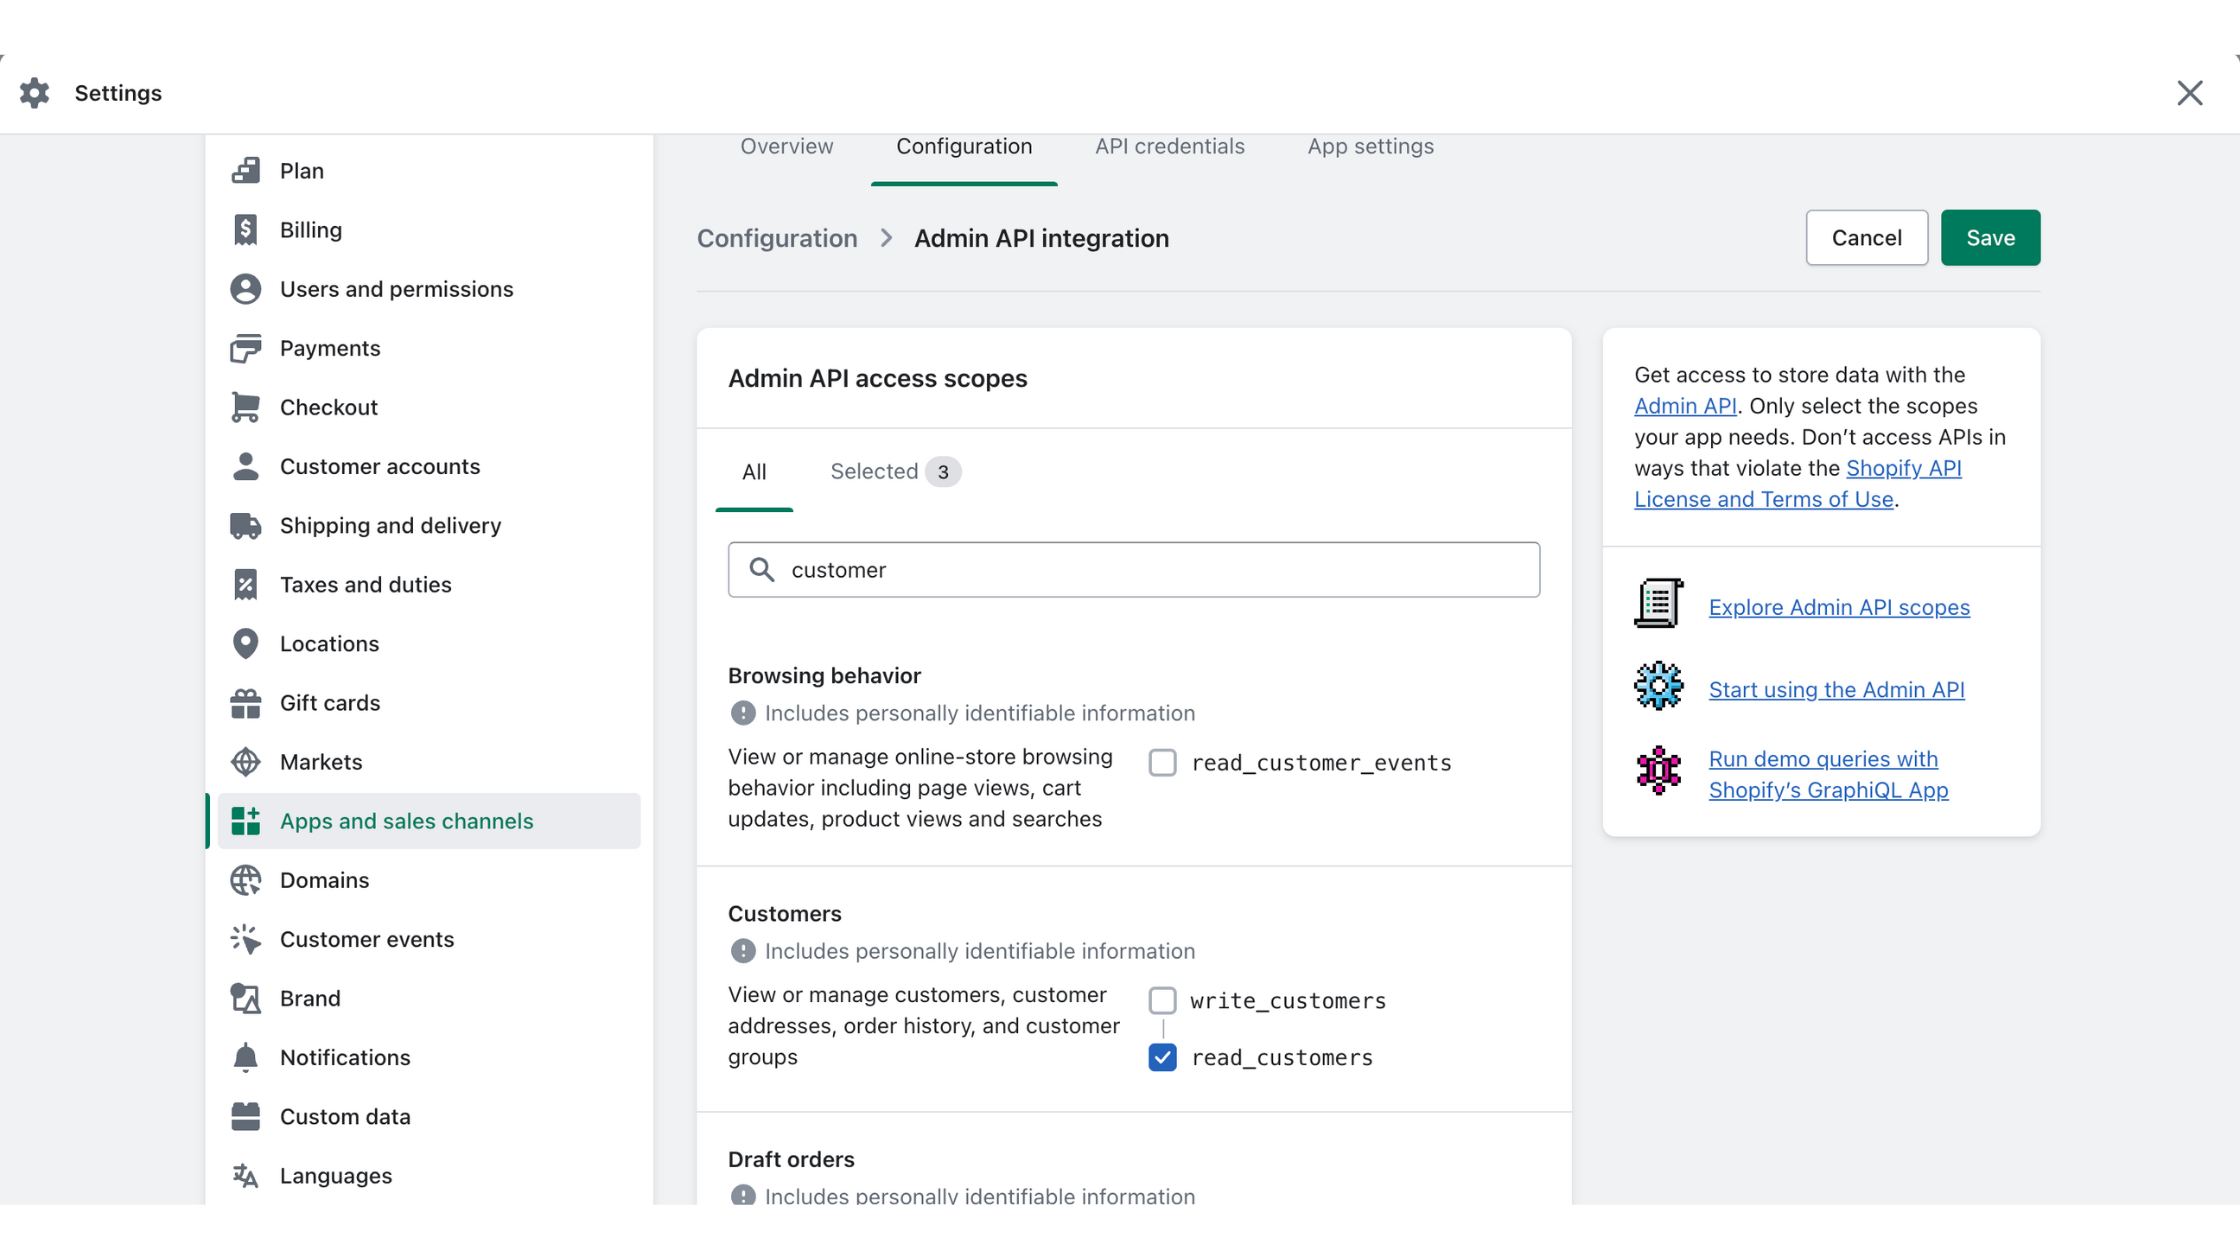 Settings
Overview
Configuration
API credentials
App settings
Plan
Billing
Users and permissions
Payments
Checkout
Customer accounts
Shipping and delivery
Taxes and duties
Locations
Gift cards
Markets
Apps and sales channels
Domains
Customer events
Brand
Notifications
Custom data
Languages
Configuration > Admin API integration
Cancel
Save
Admin API access scopes
All
Selected 3
customer
Browsing behavior
Includes personally identifiable information
View or manage online-store browsing
behavior including page views, cart
updates, product views and searches
read_customer_events
Customers
Includes personally identifiable information
View or manage customers, customer
addresses, order history, and customer
groups
write_customers
read_customers
Draft orders
Includes personally identifiable information
Get access to store data with the
Admin API. Only select the scopes
your app needs. Don’t access APIs in
ways that violate the Shopify API
License and Terms of Use.
Explore Admin API scopes
Start using the Admin API
Run demo queries with
Shopify’s GraphiQL App